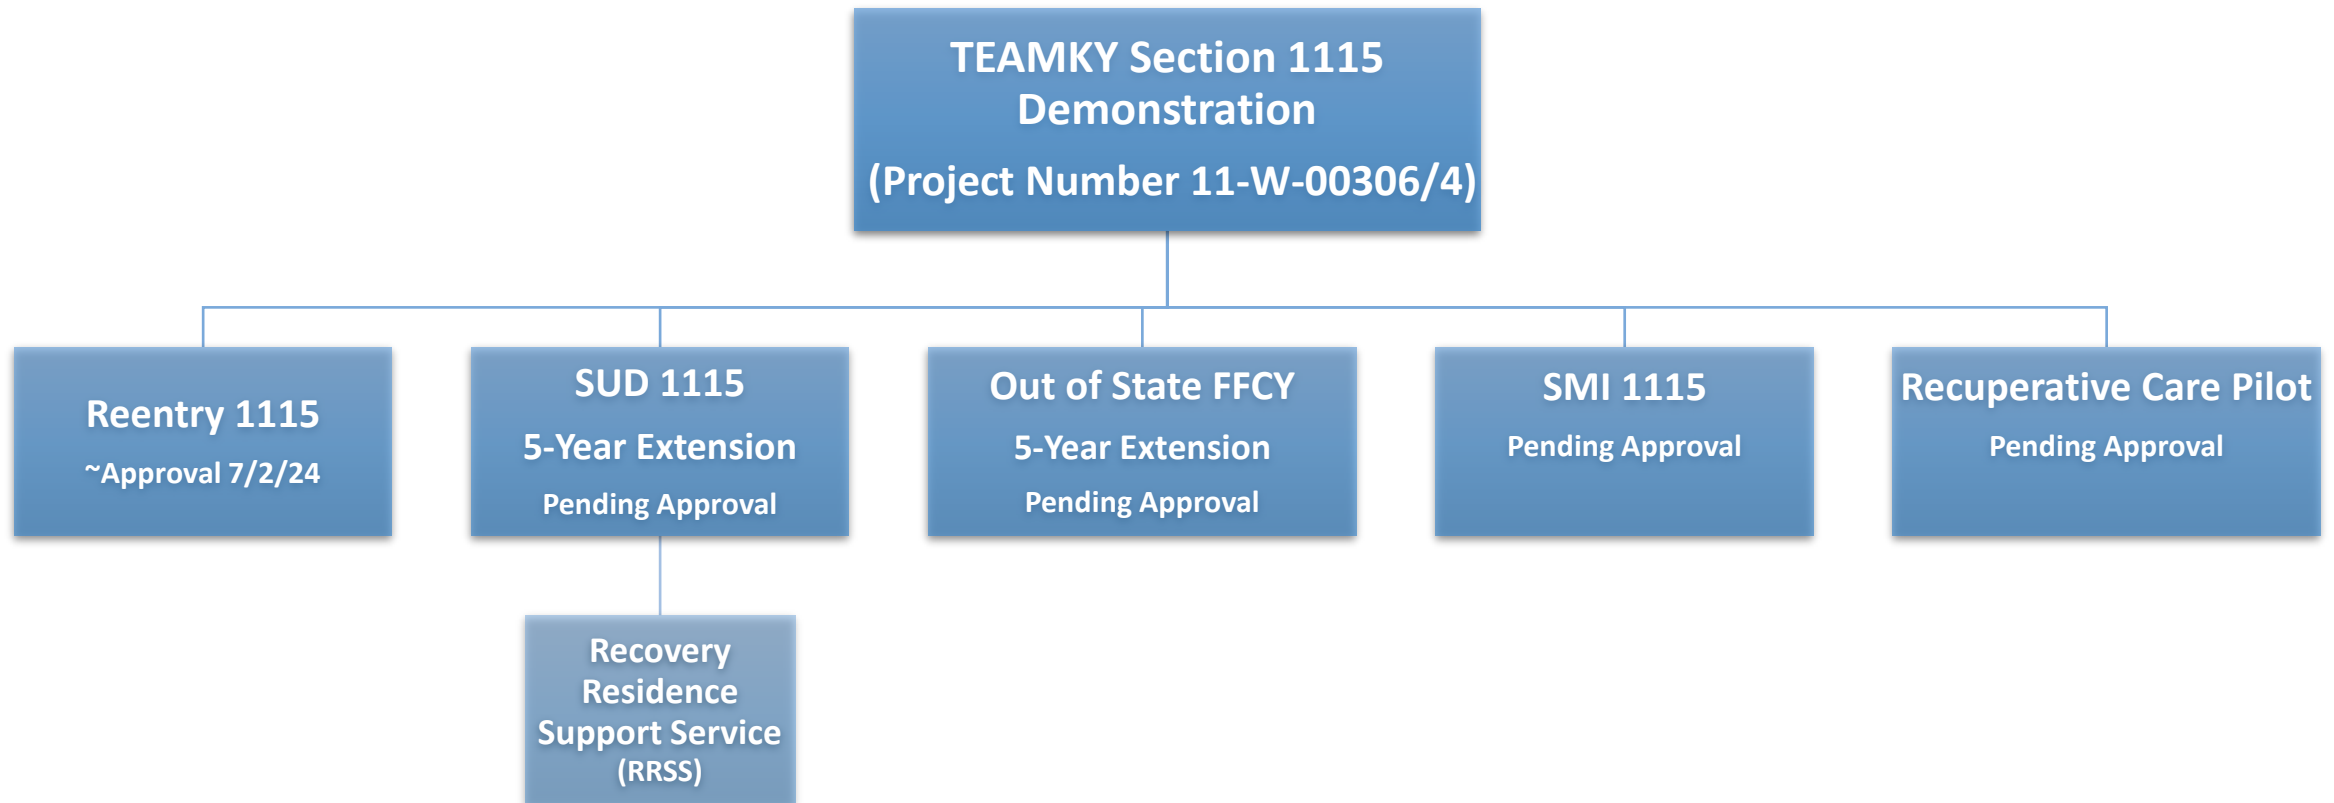 TEAMKY Section 1115
Demonstration
(Project Number 11-W-00306/4)
Reentry 1115
~Approval 7/2/24
SUD 1115
5-Year Extension
Pending Approval
Out of State FFCY
5-Year Extension
Pending Approval
SMI 1115
Pending Approval
Recuperative Care Pilot
Pending Approval
Recovery
Residence
Support Service
(RRSS)